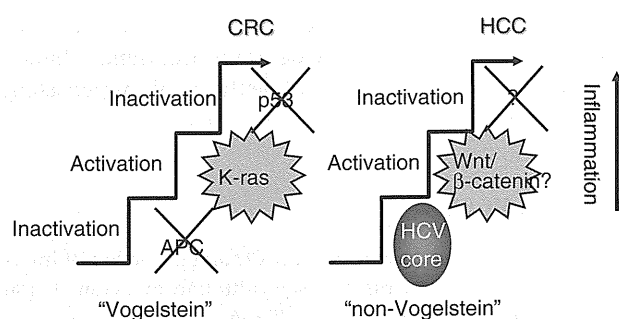 CRC
Inactivation
p53
Activation
K-ras
Inactivation
APC
"Vogelstein"
HCC
Inactivation
?
Activation
Wnt/
β-catenin?
HCV
core
"non-Vogelstein"
Inflammation